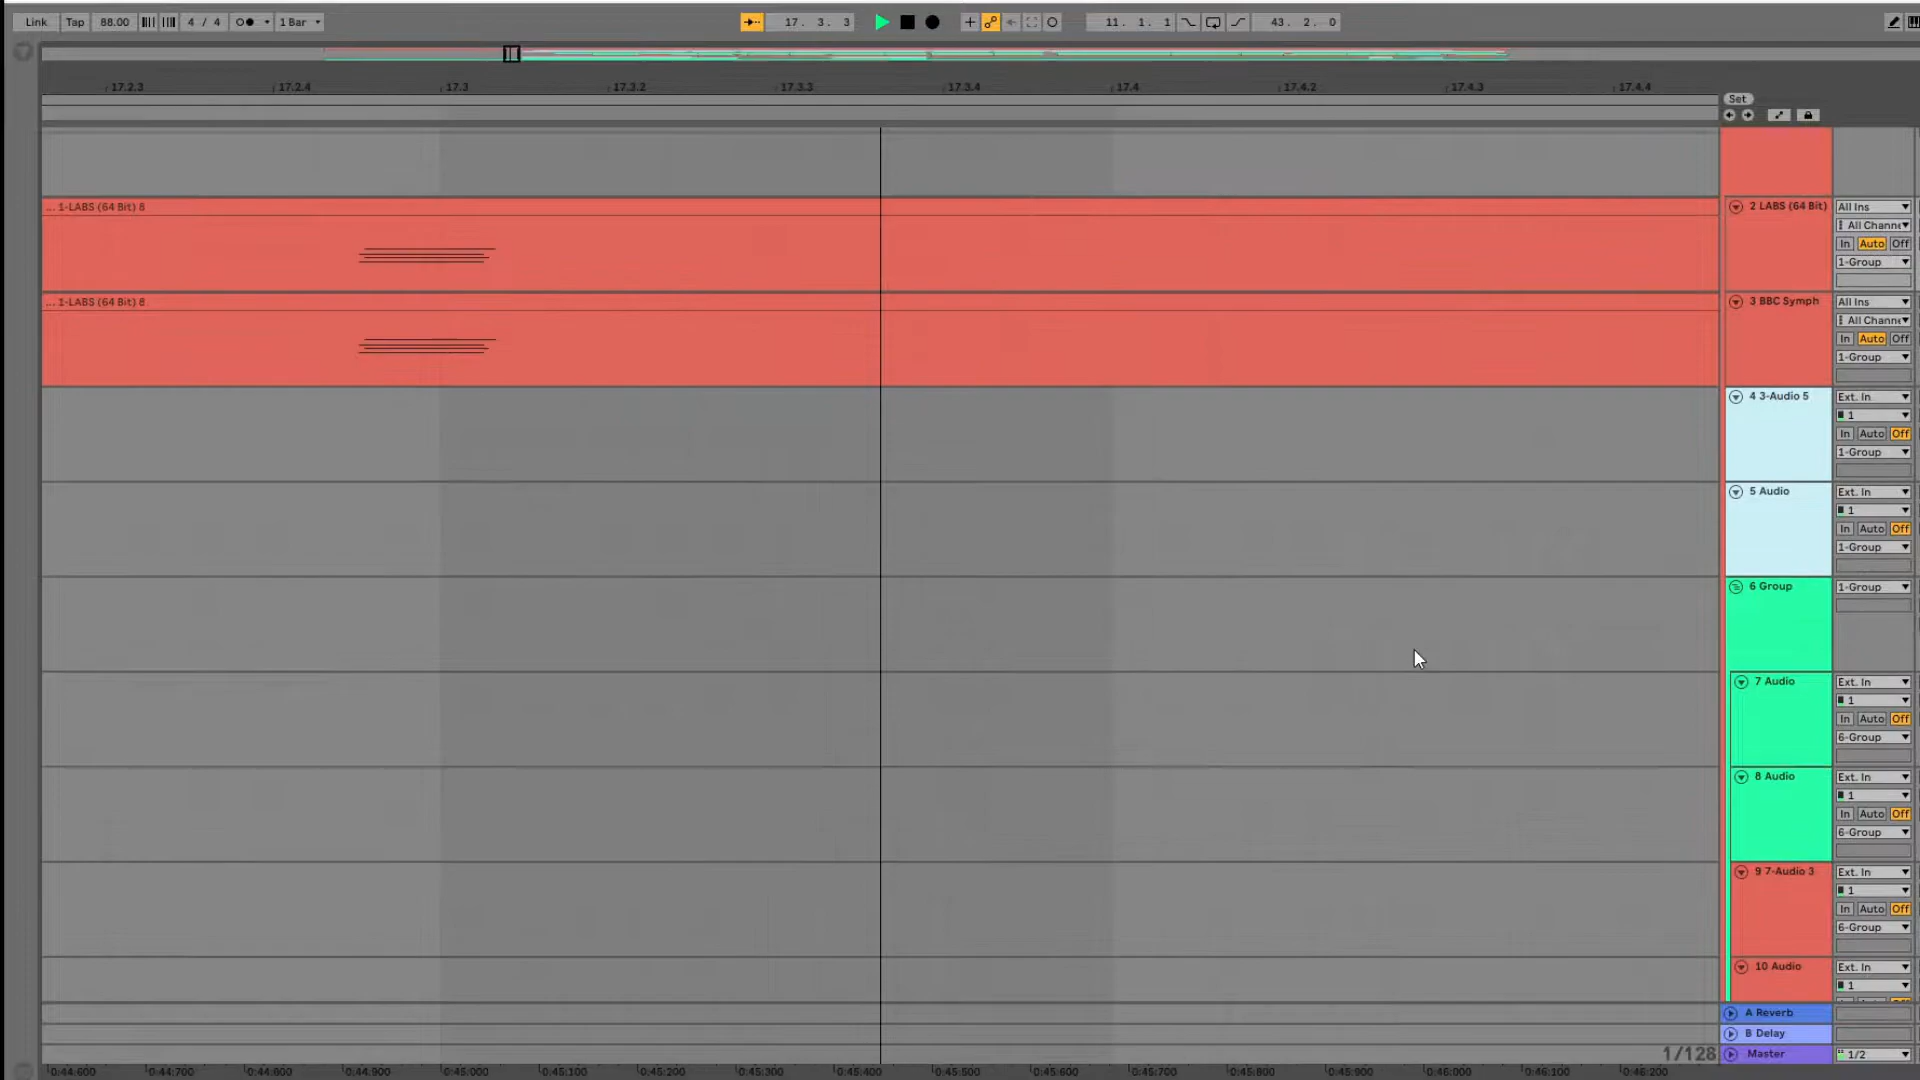 Link Tap 88.00 4 / 4 1 Bar 17. 3. 3 11. 1. 1 43. 2. 0
17.2.3 17.2.4 17.3 17.3.2 17.3.3 17.3.4 17.4 17.4.2 17.4.3 17.4.4
Set
... 1-LABS (64 Bit) 8
2 LABS (64 Bit) All Ins
All Channe
In Auto Off
1-Group
... 1-LABS (64 Bit) 8
3 BBC Symph All Ins
All Channe
In Auto Off
1-Group
4 3-Audio 5 Ext. In
1
In Auto Off
1-Group
5 Audio Ext. In
1
In Auto Off
1-Group
6 Group 1-Group
7 Audio Ext. In
1
In Auto Off
6-Group
8 Audio Ext. In
1
In Auto Off
6-Group
9 7-Audio 3 Ext. In
1
In Auto Off
6-Group
10 Audio Ext. In
1
A Reverb
B Delay
1/128 Master 1/2
0:44:600 0:44:700 0:44:800 0:44:900 0:45:000 0:45:100 0:45:200 0:45:300 0:45:400 0:45:500 0:45:600 0:45:700 0:45:800 0:45:900 0:46:000 0:46:100 0:46:200